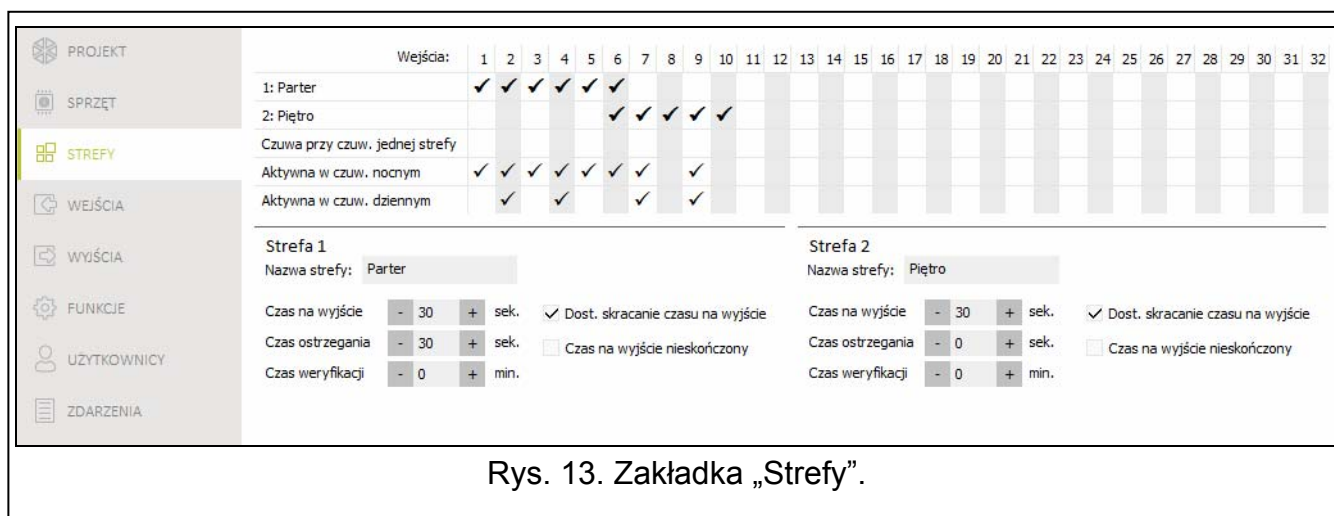 PROJEKT
SPRZĘT
STREFY
WEJŚCIA
WYJŚCIA
FUNKCJE
UŻYTKOWNICY
ZDARZENIA
Wejścia: 1 2 3 4 5 6 7 8 9 10 11 12 13 14 15 16 17 18 19 20 21 22 23 24 25 26 27 28 29 30 31 32
1: Parter ✓ ✓ ✓ ✓ ✓ ✓
2: Piętro ✓ ✓ ✓ ✓ ✓
Czuwa przy czuw. jednej strefy
Aktywna w czuw. nocnym ✓ ✓ ✓ ✓ ✓ ✓ ✓ ✓
Aktywna w czuw. dziennym ✓ ✓ ✓ ✓
Strefa 1
Nazwa strefy: Parter
Czas na wyjście - 30 + sek. ✓ Dost. skracanie czasu na wyjście
Czas ostrzegania - 30 + sek. Czas na wyjście nieskończony
Czas weryfikacji - 0 + min.
Strefa 2
Nazwa strefy: Piętro
Czas na wyjście - 30 + sek. ✓ Dost. skracanie czasu na wyjście
Czas ostrzegania - 0 + sek. Czas na wyjście nieskończony
Czas weryfikacji - 0 + min.
Rys. 13. Zakładka „Strefy”.